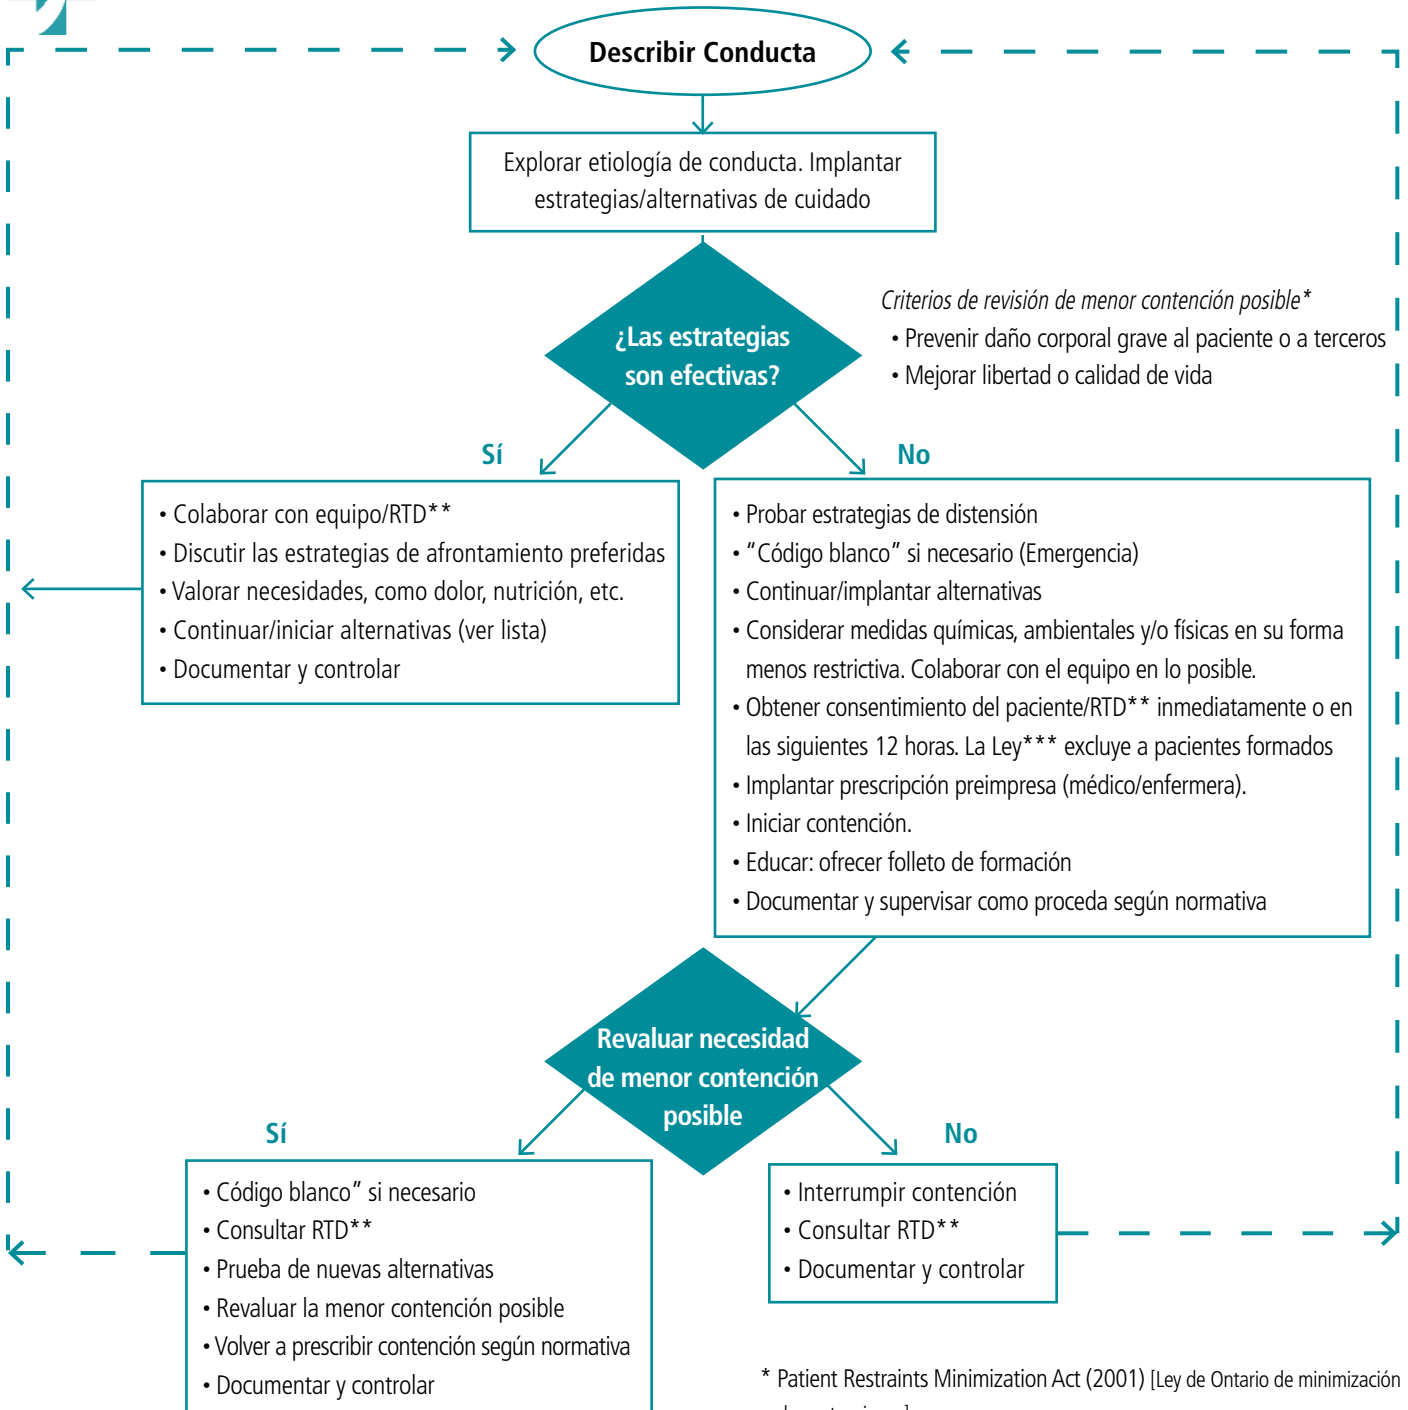 Describir Conducta
Explorar etiología de conducta. Implantar
estrategias/alternativas de cuidado
Criterios de revisión de menor contención posible*
• Prevenir daño corporal grave al paciente o a terceros
• Mejorar libertad o calidad de vida
¿Las estrategias
son efectivas?
Sí
No
• Colaborar con equipo/RTD**
• Discutir las estrategias de afrontamiento preferidas
• Valorar necesidades, como dolor, nutrición, etc.
• Continuar/iniciar alternativas (ver lista)
• Documentar y controlar
• Probar estrategias de distensión
• “Código blanco” si necesario (Emergencia)
• Continuar/implantar alternativas
• Considerar medidas químicas, ambientales y/o físicas en su forma
menos restrictiva. Colaborar con el equipo en lo posible.
• Obtener consentimiento del paciente/RTD** inmediatamente o en
las siguientes 12 horas. La Ley*** excluye a pacientes formados
• Implantar prescripción preimpresa (médico/enfermera).
• Iniciar contención.
• Educar: ofrecer folleto de formación
• Documentar y supervisar como proceda según normativa
Revaluar necesidad
de menor contención
posible
Sí
No
• Código blanco” si necesario
• Consultar RTD**
• Prueba de nuevas alternativas
• Revaluar la menor contención posible
• Volver a prescribir contención según normativa
• Documentar y controlar
• Interrumpir contención
• Consultar RTD**
• Documentar y controlar
* Patient Restraints Minimization Act (2001) [Ley de Ontario de minimización